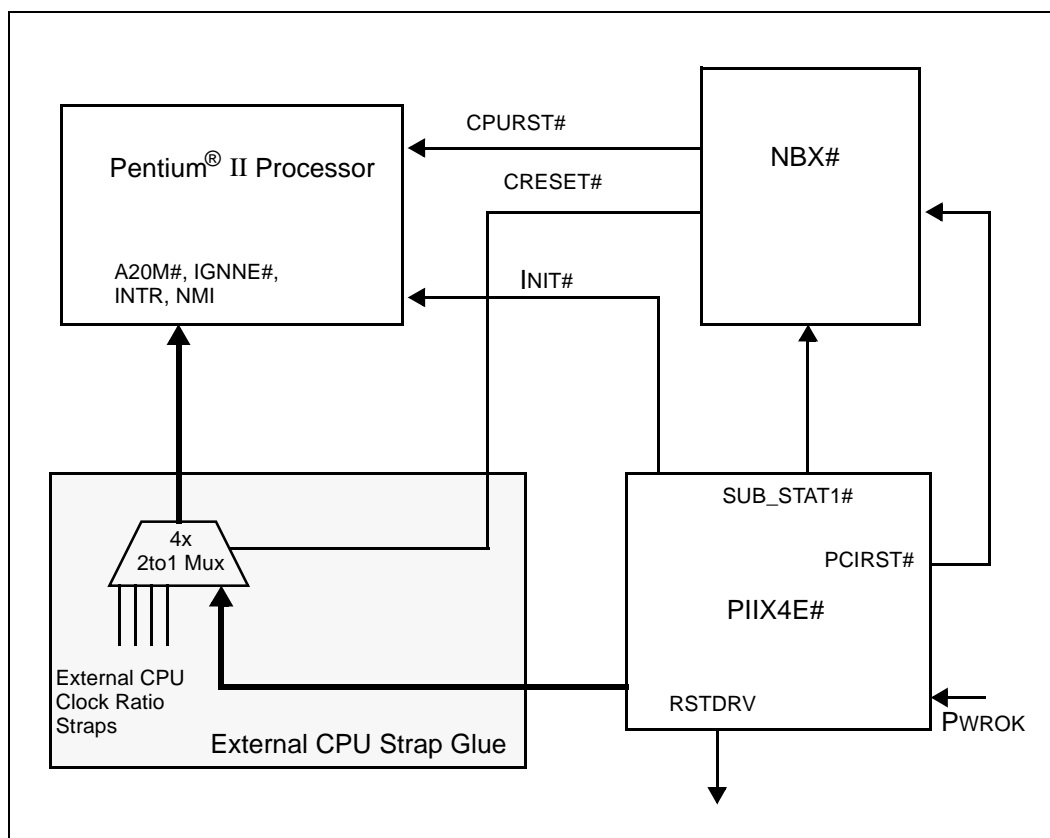 CPURST#
NBX#
Pentium® II Processor
CRESET#
A20M#, IGNNE#,
INTR, NMI
INIT#
SUB_STAT1#
4x
2to1 Mux
PCIRST#
PIIX4E#
External CPU
Clock Ratio
Straps
RSTDRV
PWROK
External CPU Strap Glue